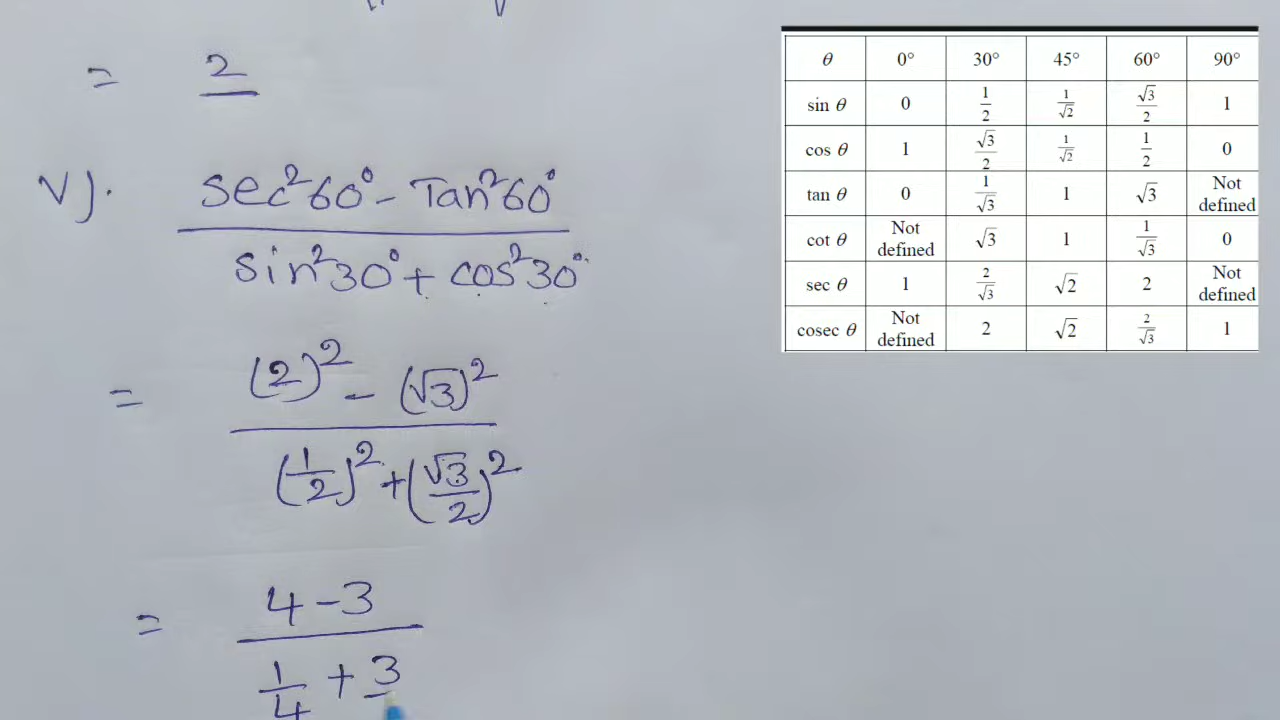 = 2
V). sec²60° - Tan²60°
sin²30° + cos²30°
= (2)² - (√3)²
(1/2)² + (√3/2)²
= 4 - 3
1/4 + 3
θ 0° 30° 45° 60° 90°
sin θ 0 1/2 1/√2 √3/2 1
cos θ 1 √3/2 1/√2 1/2 0
tan θ 0 1/√3 1 √3 Not defined
cot θ Not defined √3 1 1/√3 0
sec θ 1 2/√3 √2 2 Not defined
cosec θ Not defined 2 √2 2/√3 1